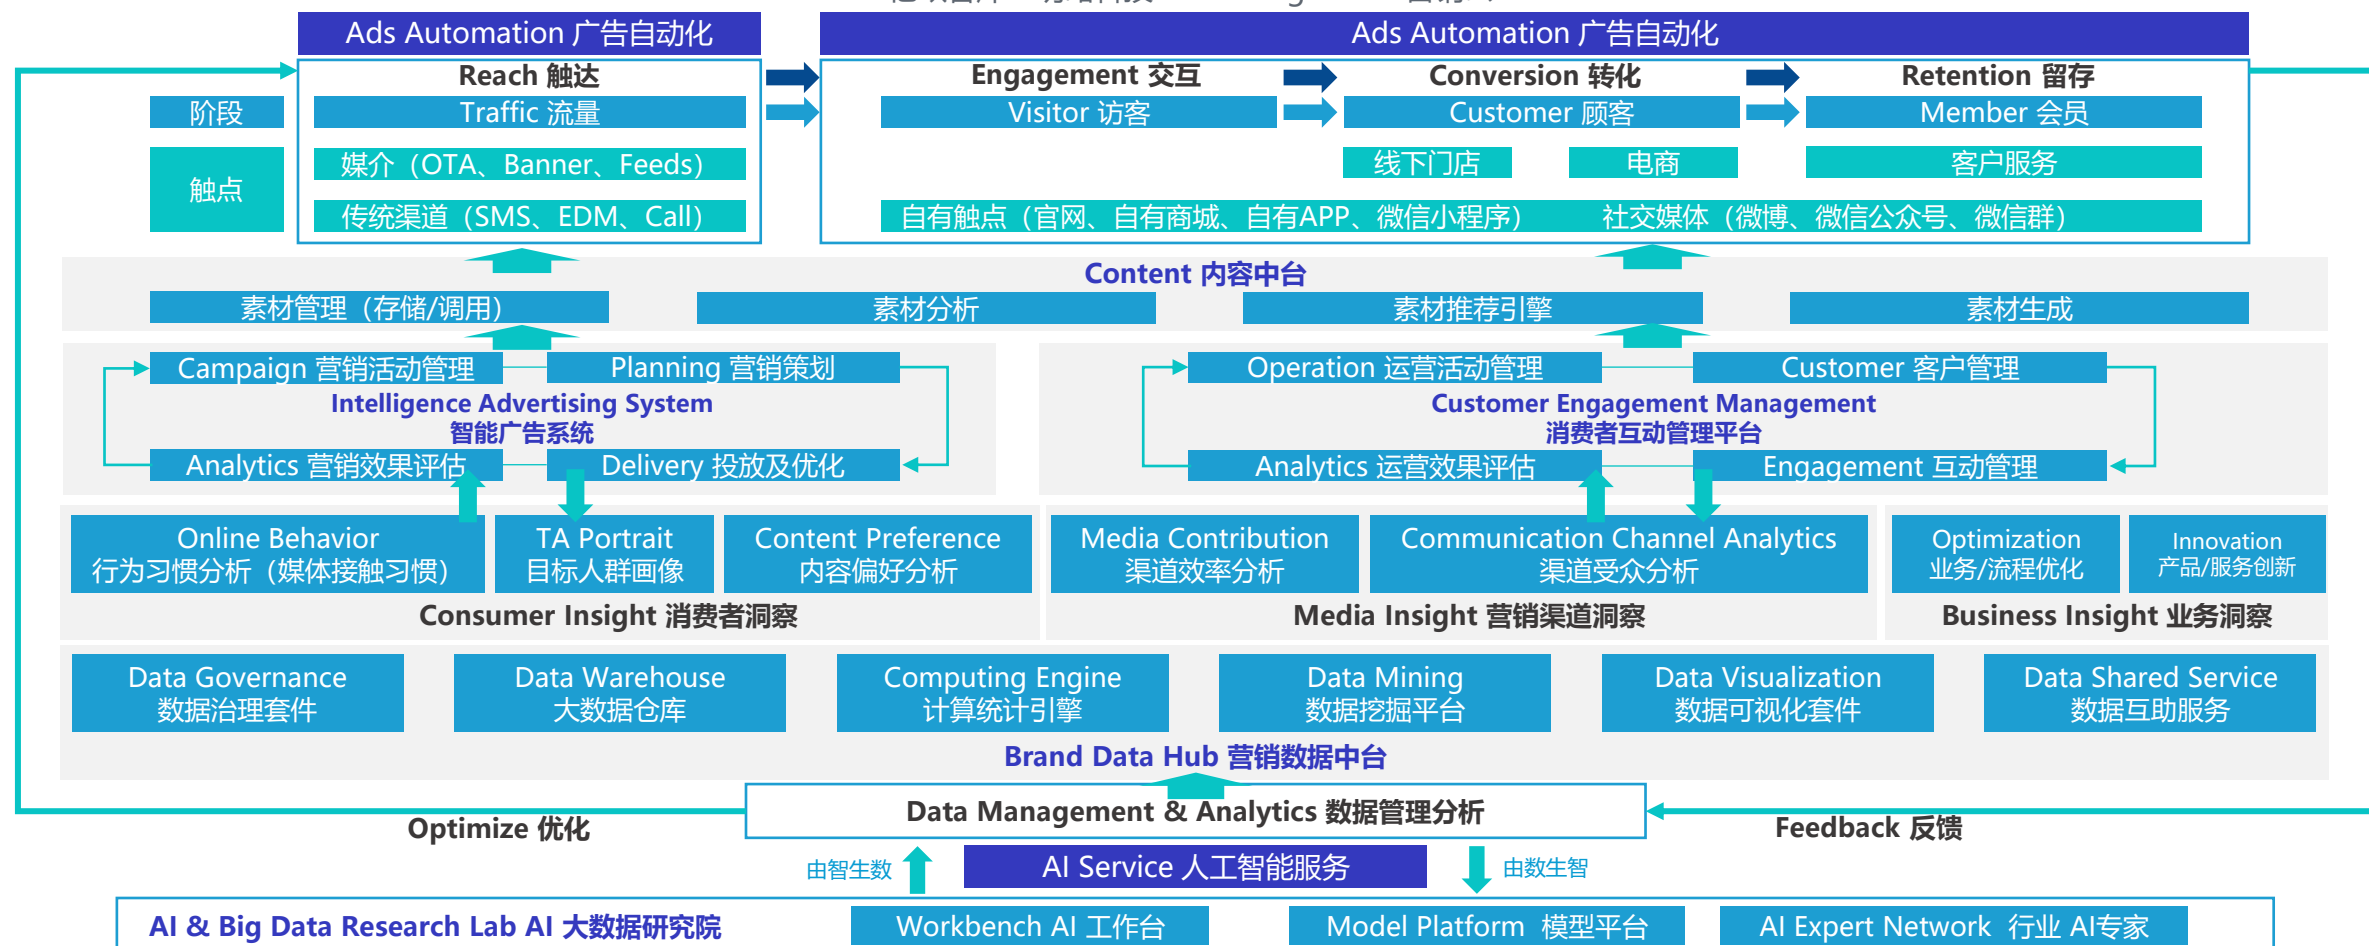 Ads Automation 广告自动化
Ads Automation 广告自动化
Reach 触达
Engagement 交互
Conversion 转化
Retention 留存
阶段
Traffic 流量
Visitor 访客
Customer 顾客
Member 会员
触点
媒介（OTA、Banner、Feeds）
线下门店
电商
客户服务
传统渠道（SMS、EDM、Call）
自有触点（官网、自有商城、自有APP、微信小程序）
社交媒体（微博、微信公众号、微信群）
Content 内容中台
素材管理（存储/调用）
素材分析
素材推荐引擎
素材生成
Campaign 营销活动管理
Planning 营销策划
Intelligence Advertising System
智能广告系统
Analytics 营销效果评估
Delivery 投放及优化
Operation 运营活动管理
Customer 客户管理
Customer Engagement Management
消费者互动管理平台
Analytics 运营效果评估
Engagement 互动管理
Online Behavior
行为习惯分析（媒体接触习惯）
TA Portrait
目标人群画像
Content Preference
内容偏好分析
Consumer Insight 消费者洞察
Media Contribution
渠道效率分析
Communication Channel Analytics
渠道受众分析
Media Insight 营销渠道洞察
Optimization
业务/流程优化
Innovation
产品/服务创新
Business Insight 业务洞察
Data Governance
数据治理套件
Data Warehouse
大数据仓库
Computing Engine
计算统计引擎
Data Mining
数据挖掘平台
Data Visualization
数据可视化套件
Data Shared Service
数据互助服务
Brand Data Hub 营销数据中台
Data Management & Analytics 数据管理分析
Optimize 优化
Feedback 反馈
由智生数
AI Service 人工智能服务
由数生智
AI & Big Data Research Lab AI 大数据研究院
Workbench AI 工作台
Model Platform 模型平台
AI Expert Network 行业 AI专家